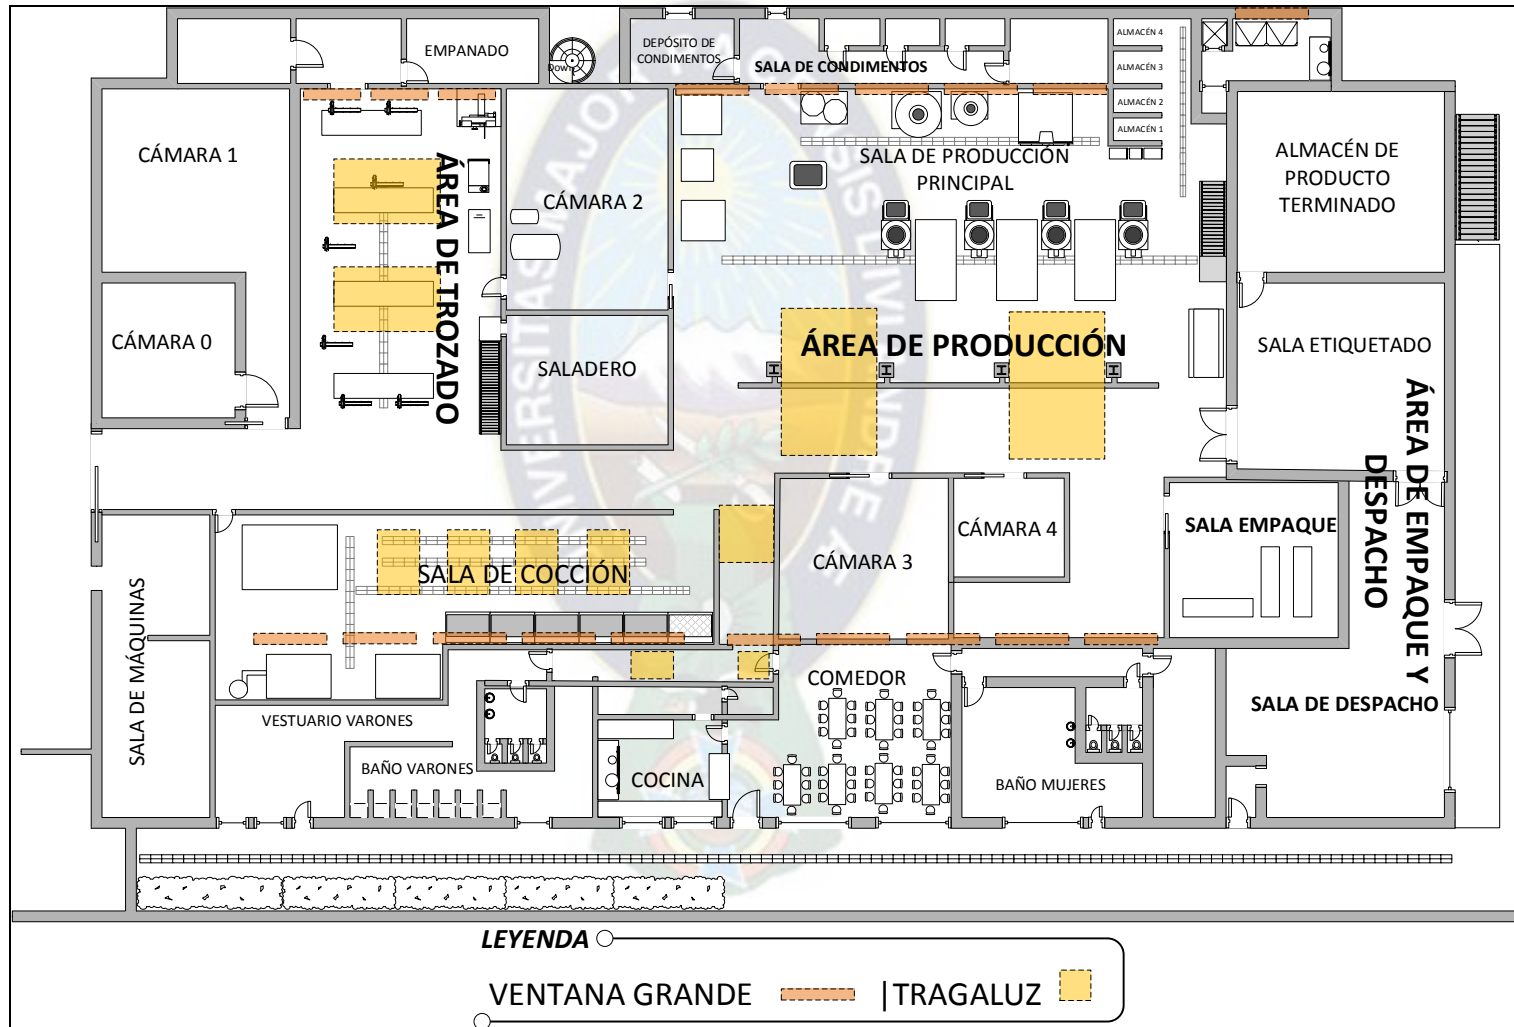 EMPANADO
Down
DEPÓSITO DE
CONDIMENTOS
SALA DE CONDIMENTOS
ALMACÉN 4
ALMACÉN 3
ALMACÉN 2
ALMACÉN 1
CÁMARA 1
ÁREA DE TROZADO
CÁMARA 2
SALA DE PRODUCCIÓN
PRINCIPAL
ALMACÉN DE
PRODUCTO
TERMINADO
CÁMARA 0
SALADERO
ÁREA DE PRODUCCIÓN
SALA ETIQUETADO
ÁREA DE EMPAQUE Y
DESPACHO
SALA DE COCCIÓN
CÁMARA 3
CÁMARA 4
SALA EMPAQUE
SALA DE MÁQUINAS
VESTUARIO VARONES
BAÑO VARONES
COCINA
COMEDOR
BAÑO MUJERES
SALA DE DESPACHO
LEYENDA
VENTANA GRANDE | TRAGALUZ